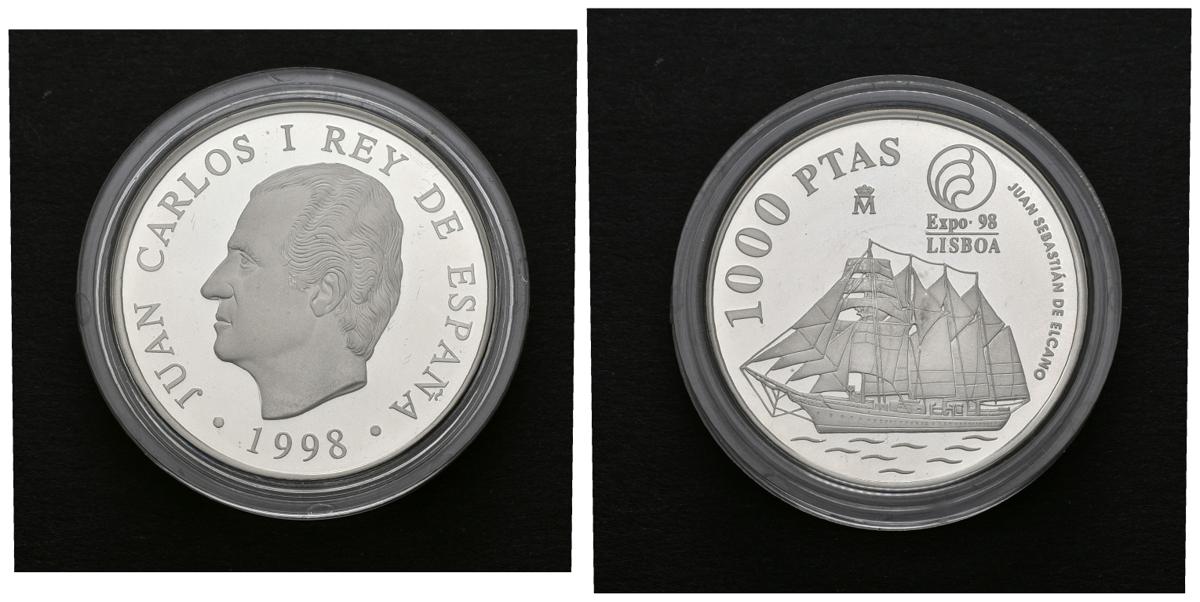 JUAN CARLOS I REY DE ESPAÑA
• 1998 •
1000 PTAS
M
Expo· 98
LISBOA
JUAN SEBASTIÁN DE ELCANO